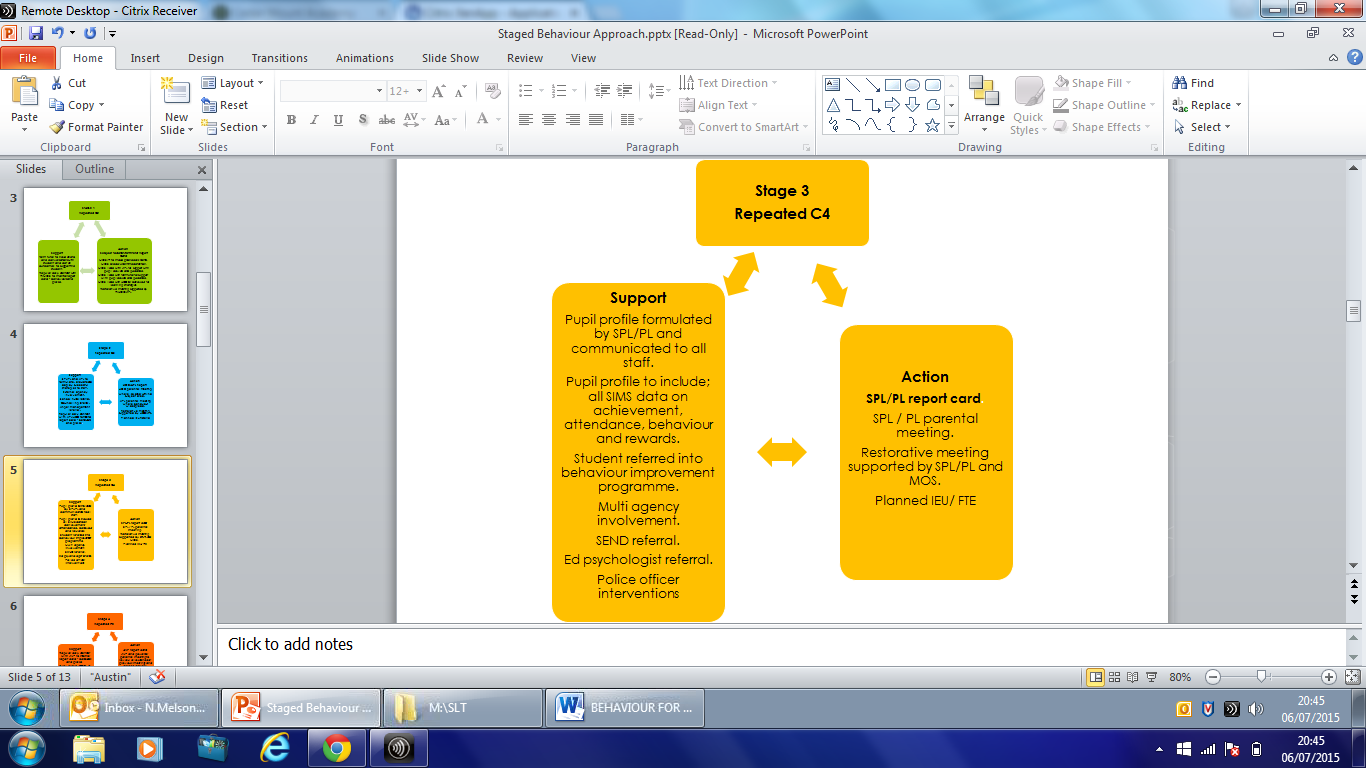 Remote Desktop - Citrix Receiver
Staged Behaviour Approach.pptx [Read-Only] - Microsoft PowerPoint
File Home Insert Design Transitions Animations Slide Show Review View
Paste
Cut
Copy
Format Painter
Clipboard
New
Slide
Layout
Reset
Section
Slides
12+
Font
Text Direction
Align Text
Convert to SmartArt
Paragraph
Arrange
Quick
Styles
Shape Fill
Shape Outline
Shape Effects
Drawing
Find
Replace
Select
Editing
Slides Outline
3
4
5
6
Stage 3
Repeated C4
Support
Pupil profile formulated
by SPL/PL and
communicated to all
staff.
Pupil profile to include;
all SIMS data on
achievement,
attendance, behaviour
and rewards.
Student referred into
behaviour improvement
programme.
Multi agency
involvement.
SEND referral.
Ed psychologist referral.
Police officer
interventions
Action
SPL/PL report card.
SPL / PL parental
meeting.
Restorative meeting
supported by SPL/PL and
MOS.
Planned IEU/ FTE
Click to add notes
Slide 5 of 13 "Austin" 80%
Inbox - N.Melson... Staged Behaviour ... M:\SLT BEHAVIOUR FOR ...
20:45
06/07/2015
20:45
06/07/2015